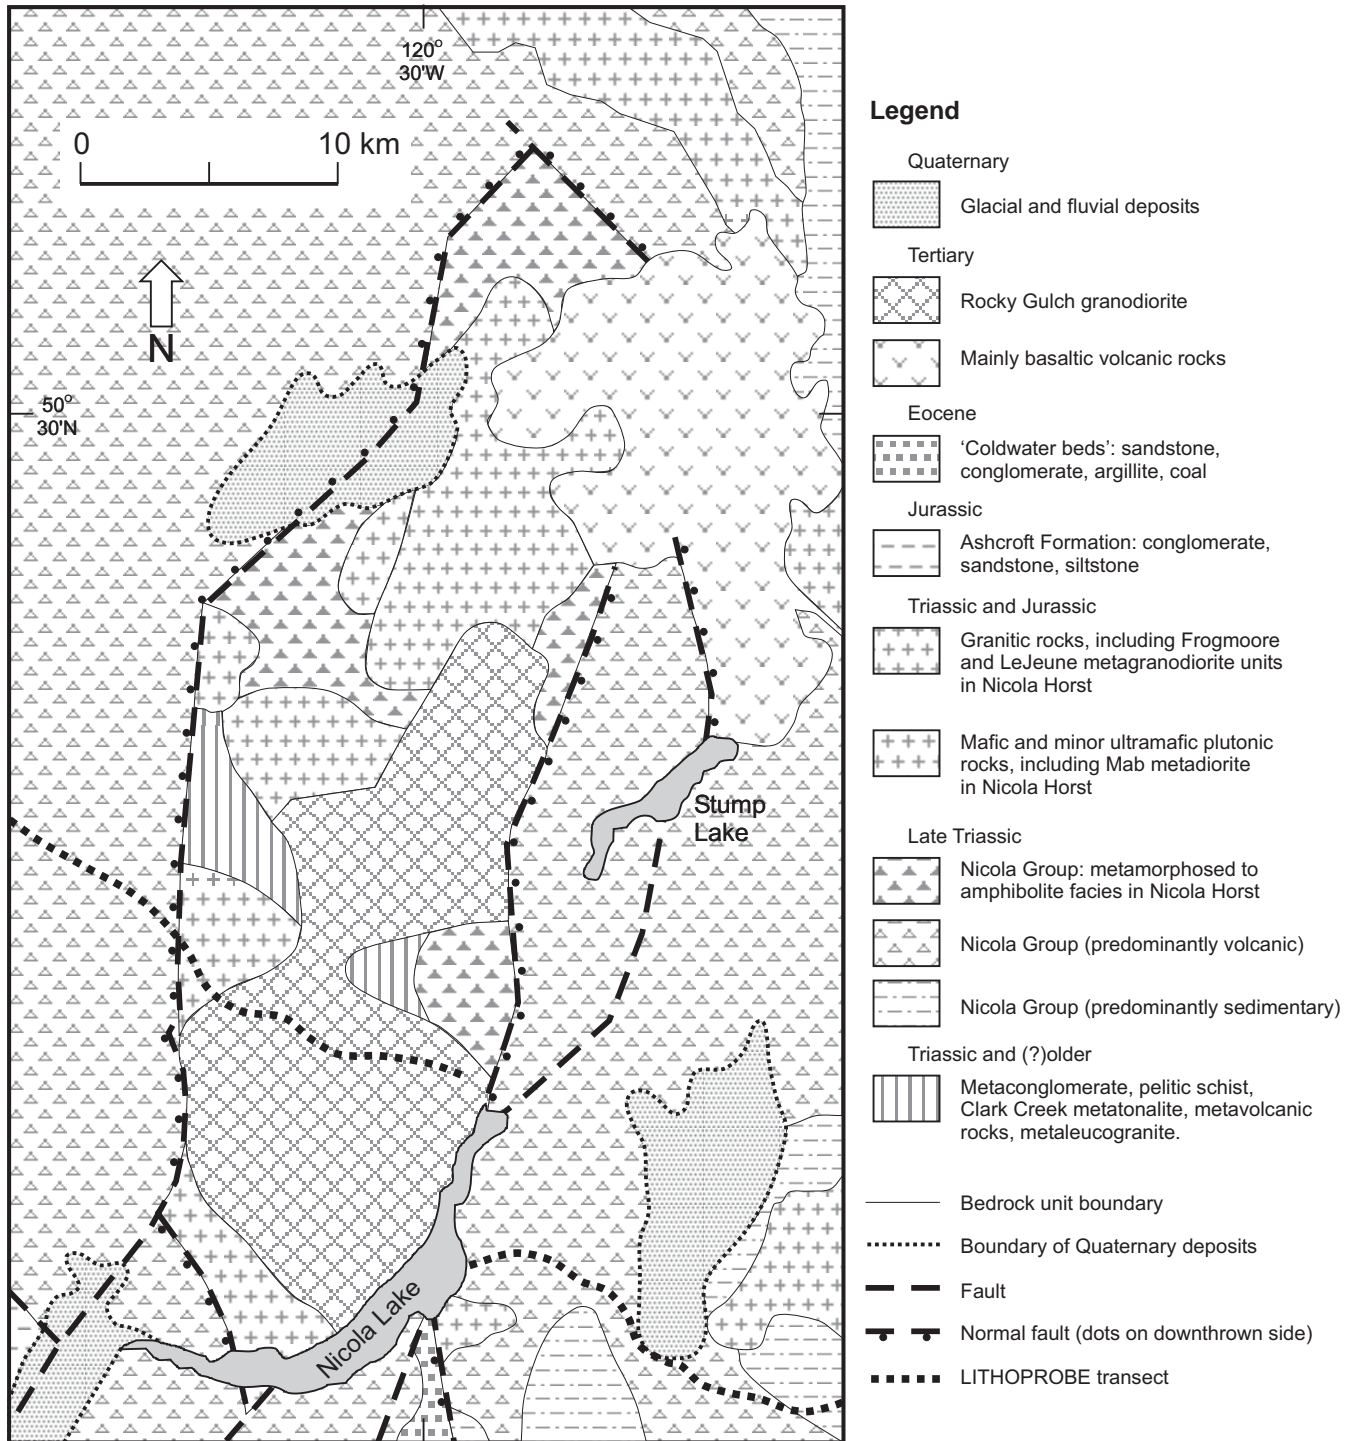 120°
30'W
0 10 km
N
50°
30'N
Stump
Lake
Nicola Lake
Legend
Quaternary
Glacial and fluvial deposits
Tertiary
Rocky Gulch granodiorite
Mainly basaltic volcanic rocks
Eocene
‘Coldwater beds’: sandstone,
conglomerate, argillite, coal
Jurassic
Ashcroft Formation: conglomerate,
sandstone, siltstone
Triassic and Jurassic
Granitic rocks, including Frogmoore
and LeJeune metagranodiorite units
in Nicola Horst
Mafic and minor ultramafic plutonic
rocks, including Mab metadiorite
in Nicola Horst
Late Triassic
Nicola Group: metamorphosed to
amphibolite facies in Nicola Horst
Nicola Group (predominantly volcanic)
Nicola Group (predominantly sedimentary)
Triassic and (?)older
Metaconglomerate, pelitic schist,
Clark Creek metatonalite, metavolcanic
rocks, metaleucogranite.
Bedrock unit boundary
Boundary of Quaternary deposits
Fault
Normal fault (dots on downthrown side)
LITHOPROBE transect